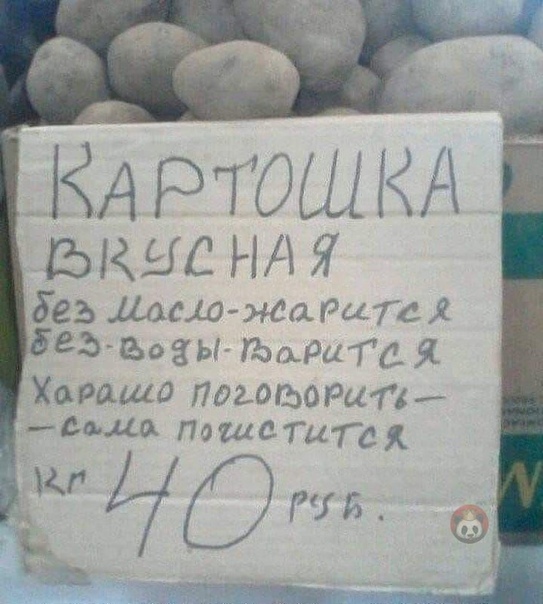 КАРТОШКА
ВКУСНАЯ
без масло-жарится
без-воды-варится
Харашо поговорить-
-сама почистится
кг 40 руб.